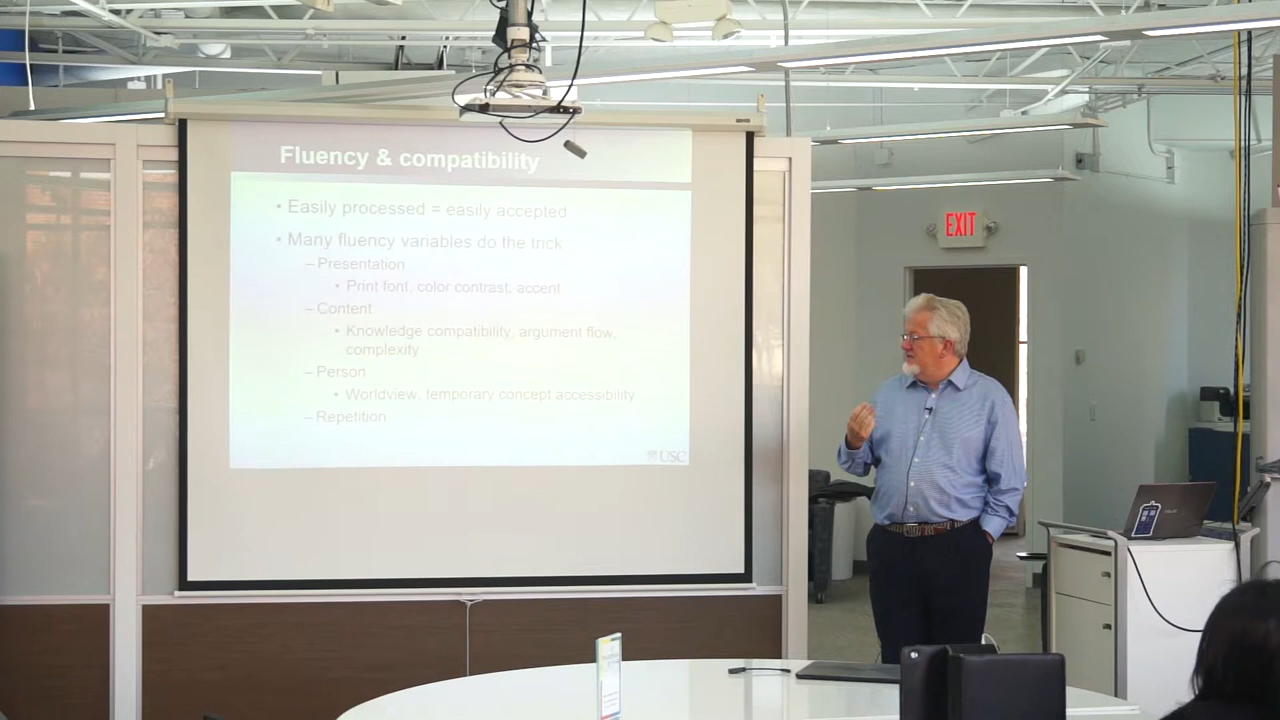 Fluency & compatibility
• Easily processed = easily accepted
• Many fluency variables do the trick
– Presentation
• Print font, color contrast, accent
– Content
• Knowledge compatibility, argument flow,
complexity
– Person
• Worldview, temporary concept accessibility
– Repetition
USC
EXIT